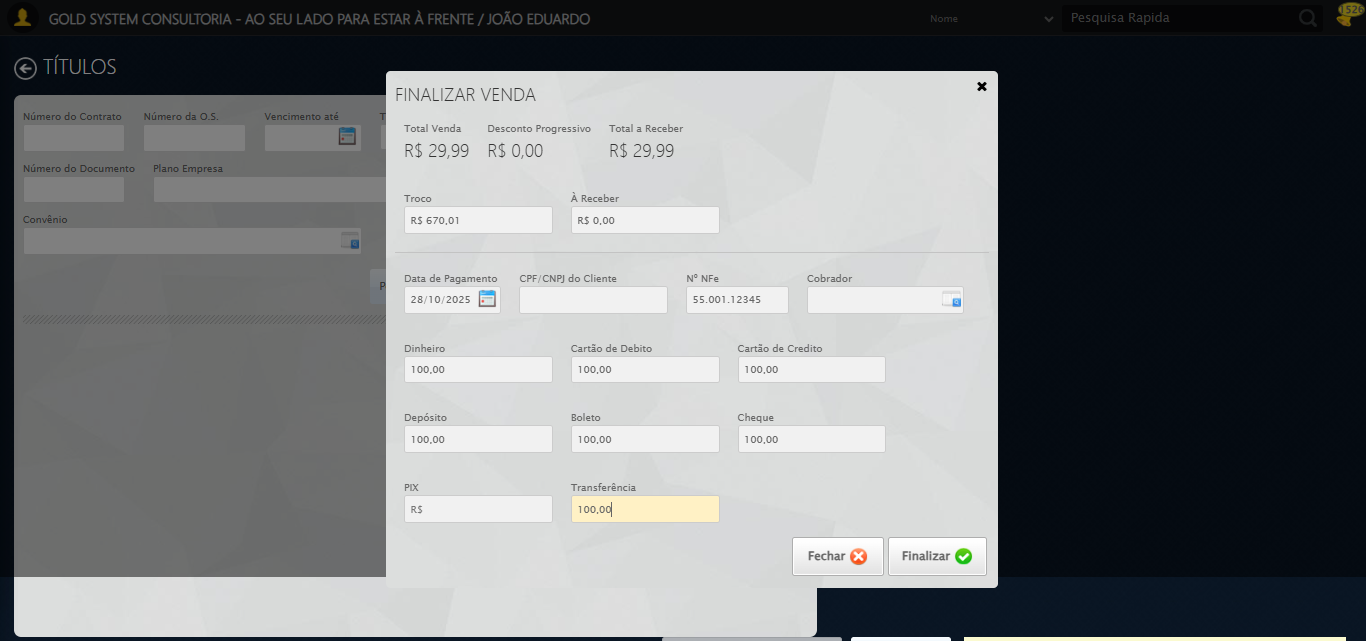 GOLD SYSTEM CONSULTORIA - AO SEU LADO PARA ESTAR À FRENTE / JOÃO EDUARDO
Nome
Pesquisa Rapida
1526
TÍTULOS
Número do Contrato
Número da O.S.
Vencimento até
T
Número do Documento
Plano Empresa
Convênio
P
FINALIZAR VENDA
Total Venda Desconto Progressivo Total a Receber
R$ 29,99 R$ 0,00 R$ 29,99
Troco À Receber
R$ 670,01 R$ 0,00
Data de Pagamento CPF/CNPJ do Cliente Nº NFe Cobrador
28/10/2025 55.001.12345
Dinheiro Cartão de Debito Cartão de Credito
100,00 100,00 100,00
Depósito Boleto Cheque
100,00 100,00 100,00
PIX Transferência
R$ 100,00
Fechar Finalizar